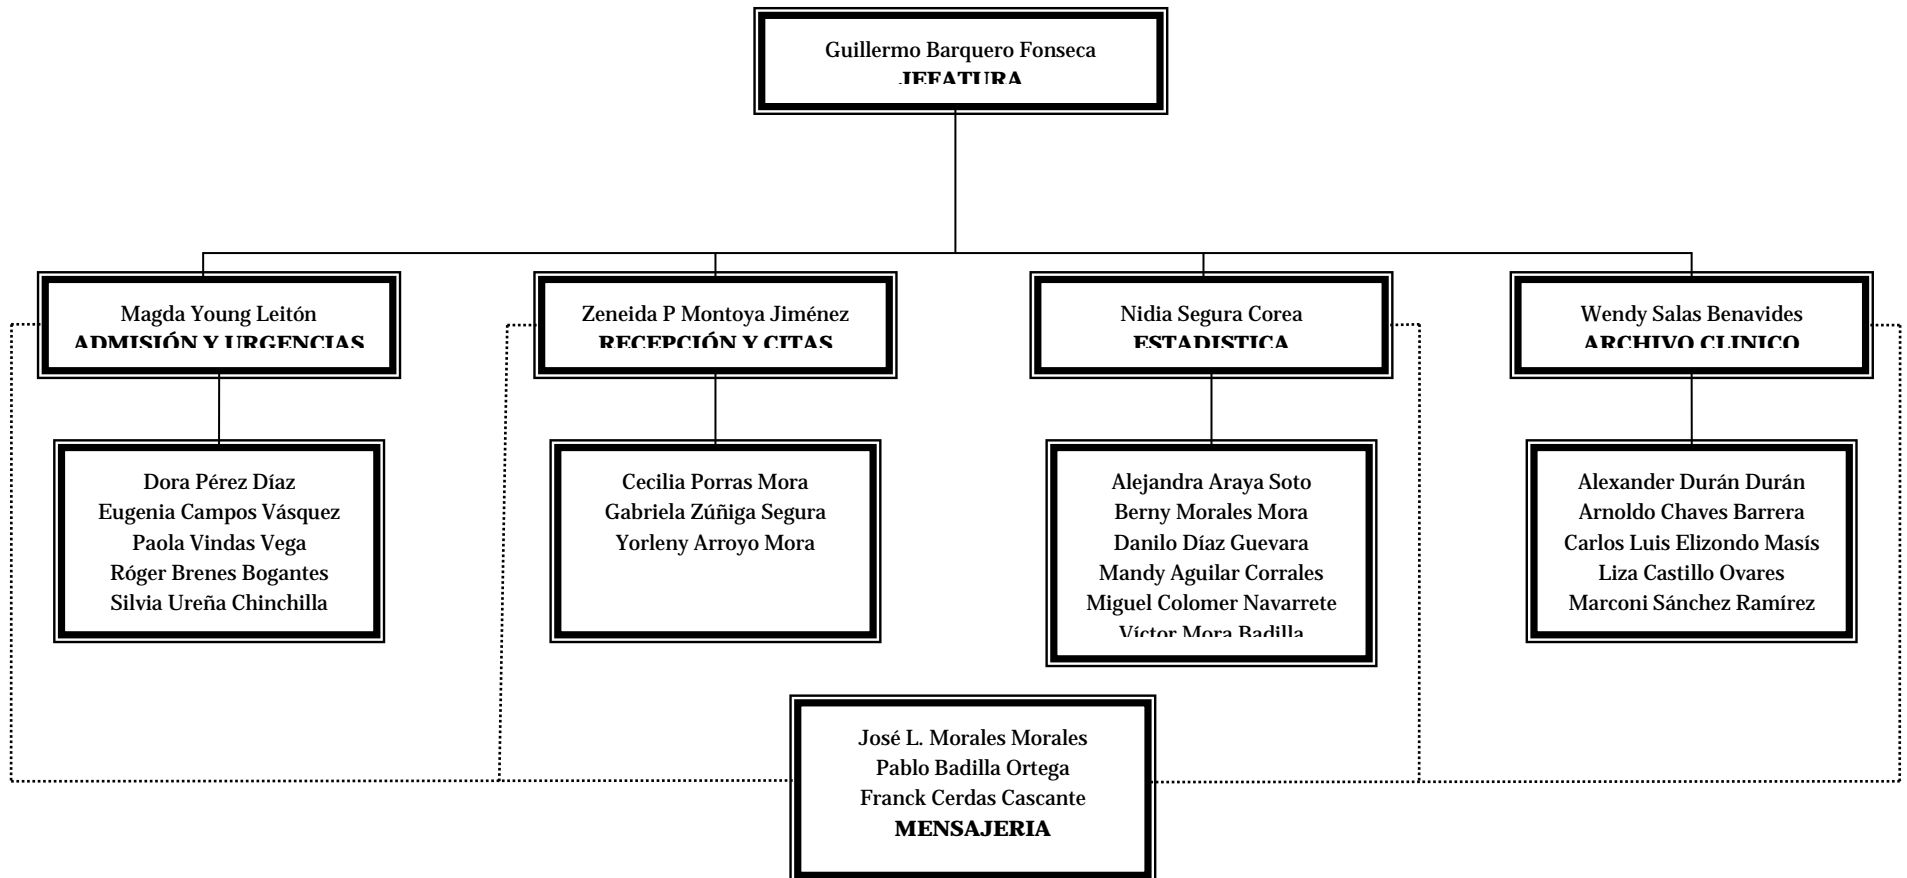 Guillermo Barquero Fonseca
JEFATURA
Magda Young Leitón
ADMISIÓN Y URGENCIAS
Zeneida P Montoya Jiménez
RECEPCIÓN Y CITAS
Nidia Segura Corea
ESTADISTICA
Wendy Salas Benavides
ARCHIVO CLINICO
Dora Pérez Díaz
Eugenia Campos Vásquez
Paola Vindas Vega
Róger Brenes Bogantes
Silvia Ureña Chinchilla
Cecilia Porras Mora
Gabriela Zúñiga Segura
Yorleny Arroyo Mora
Alejandra Araya Soto
Berny Morales Mora
Danilo Díaz Guevara
Mandy Aguilar Corrales
Miguel Colomer Navarrete
Víctor Mora Badilla
Alexander Durán Durán
Arnoldo Chaves Barrera
Carlos Luis Elizondo Masís
Liza Castillo Ovares
Marconi Sánchez Ramírez
José L. Morales Morales
Pablo Badilla Ortega
Franck Cerdas Cascante
MENSAJERIA